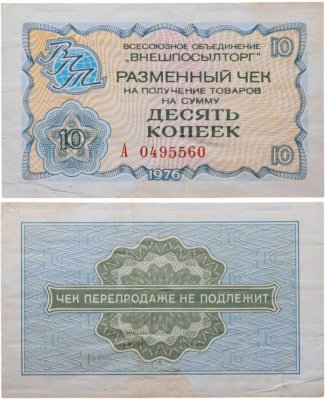 ВПТ
ВСЕСОЮЗНОЕ ОБЪЕДИНЕНИЕ
"ВНЕШПОСЫЛТОРГ"
10
РАЗМЕННЫЙ ЧЕК
НА ПОЛУЧЕНИЕ ТОВАРОВ
НА СУММУ
ДЕСЯТЬ
КОПЕЕК
10
А 0495560
10
1976
ЧЕК ПЕРЕПРОДАЖЕ НЕ ПОДЛЕЖИТ